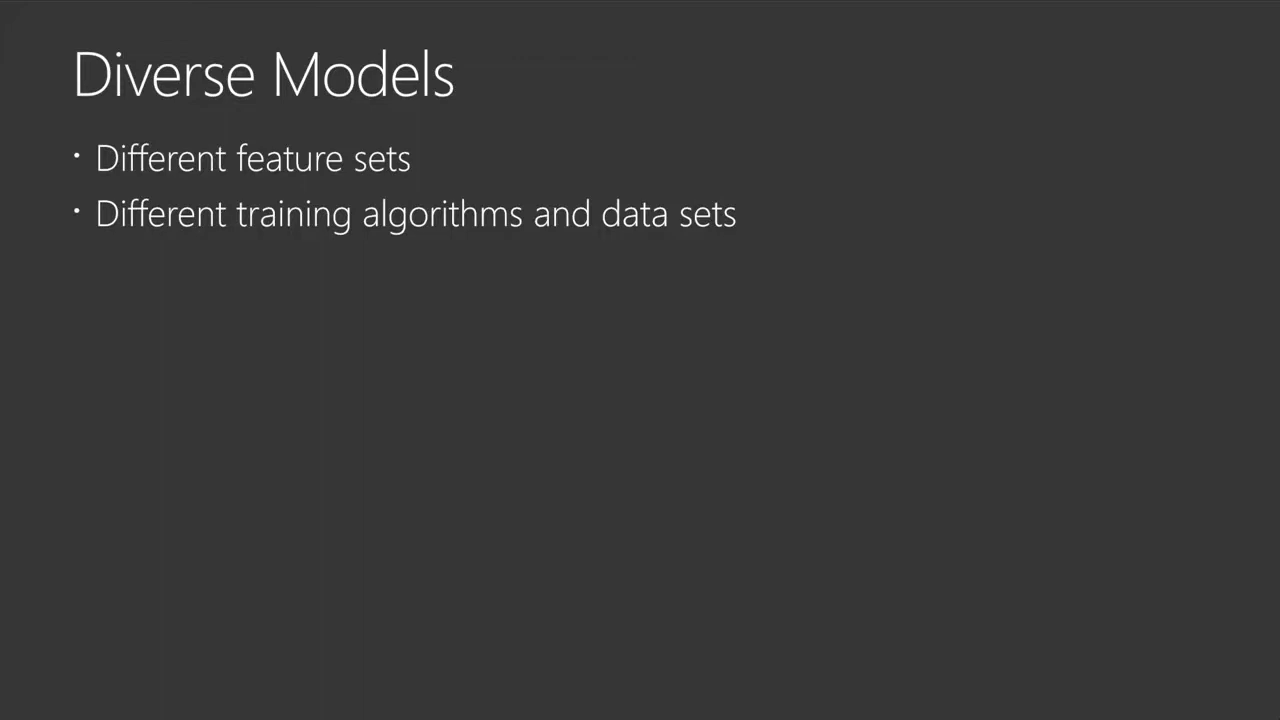 Diverse Models
• Different feature sets
• Different training algorithms and data sets